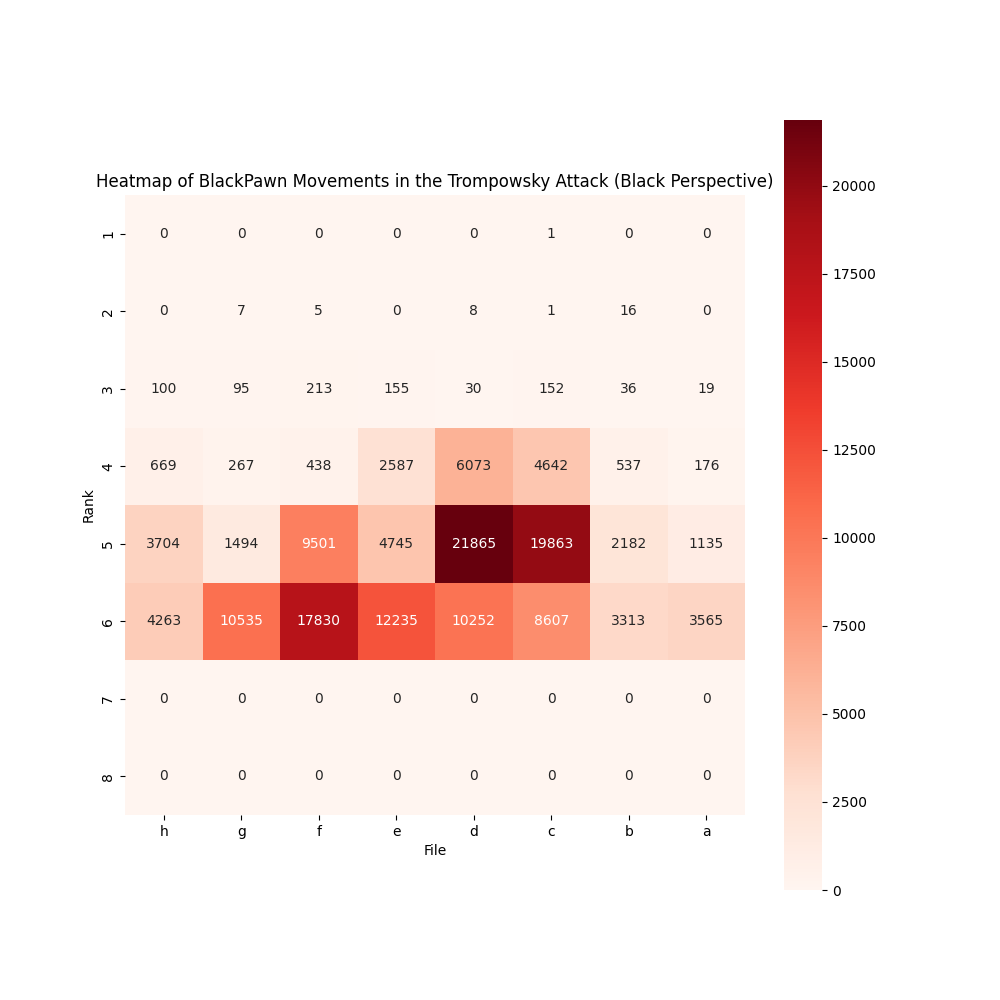 Heatmap of BlackPawn Movements in the Trompowsky Attack (Black Perspective)
1 0 0 0 0 0 1 0 0
2 0 7 5 0 8 1 16 0
3 100 95 213 155 30 152 36 19
4 669 267 438 2587 6073 4642 537 176
Rank
5 3704 1494 9501 4745 21865 19863 2182 1135
6 4263 10535 17830 12235 10252 8607 3313 3565
7 0 0 0 0 0 0 0 0
8 0 0 0 0 0 0 0 0
h g f e d c b a
File
20000
17500
15000
12500
10000
7500
5000
2500
0